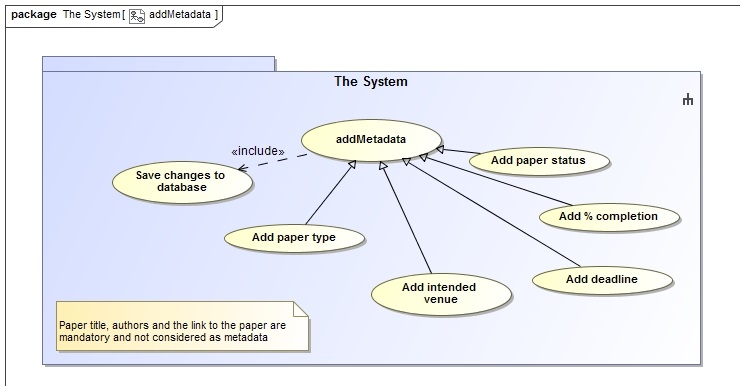 package The System[ addMetadata ]
The System
addMetadata
«include»
Add paper status
Save changes to
database
Add % completion
Add paper type
Add deadline
Add intended
venue
Paper title, authors and the link to the paper are
mandatory and not considered as metadata